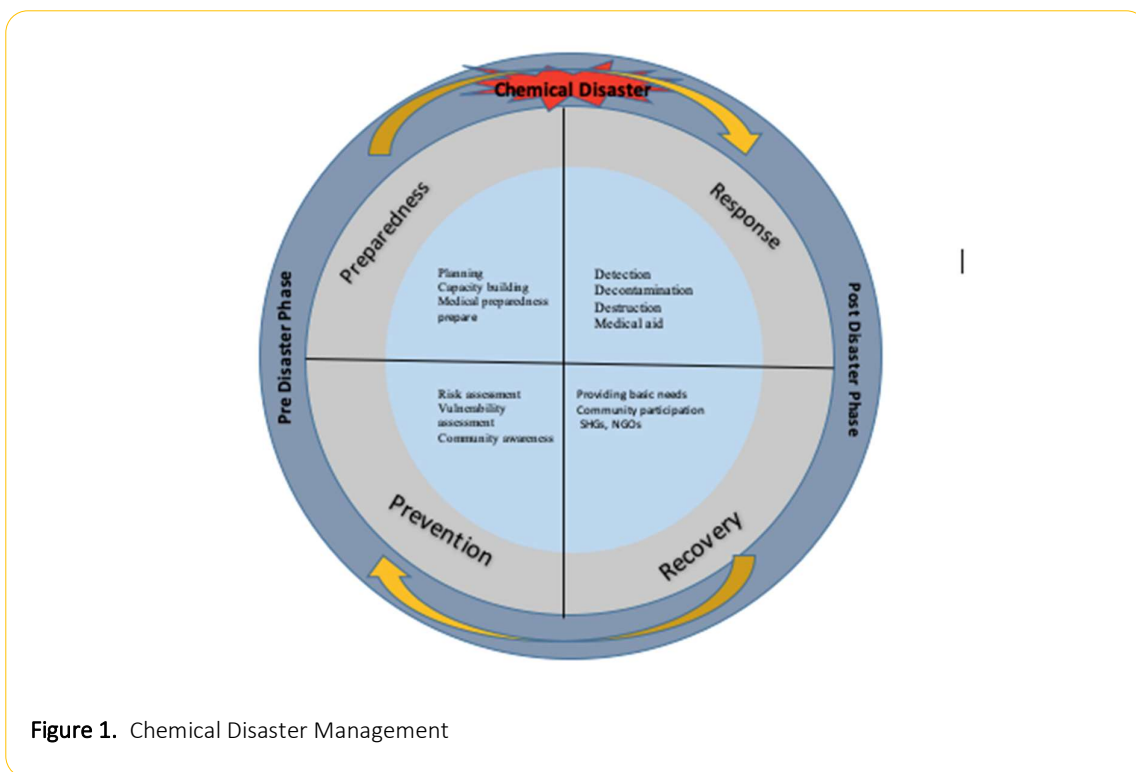 Chemical Disaster
Preparedness
Response
Pre Disaster Phase
Post Disaster Phase
Planning
Capacity building
Medical preparedness
prepare
Detection
Decontamination
Destruction
Medical aid
Risk assessment
Vulnerability
assessment
Community awareness
Providing basic needs
Community participation
SHGs, NGOs
Prevention
Recovery
Figure 1. Chemical Disaster Management